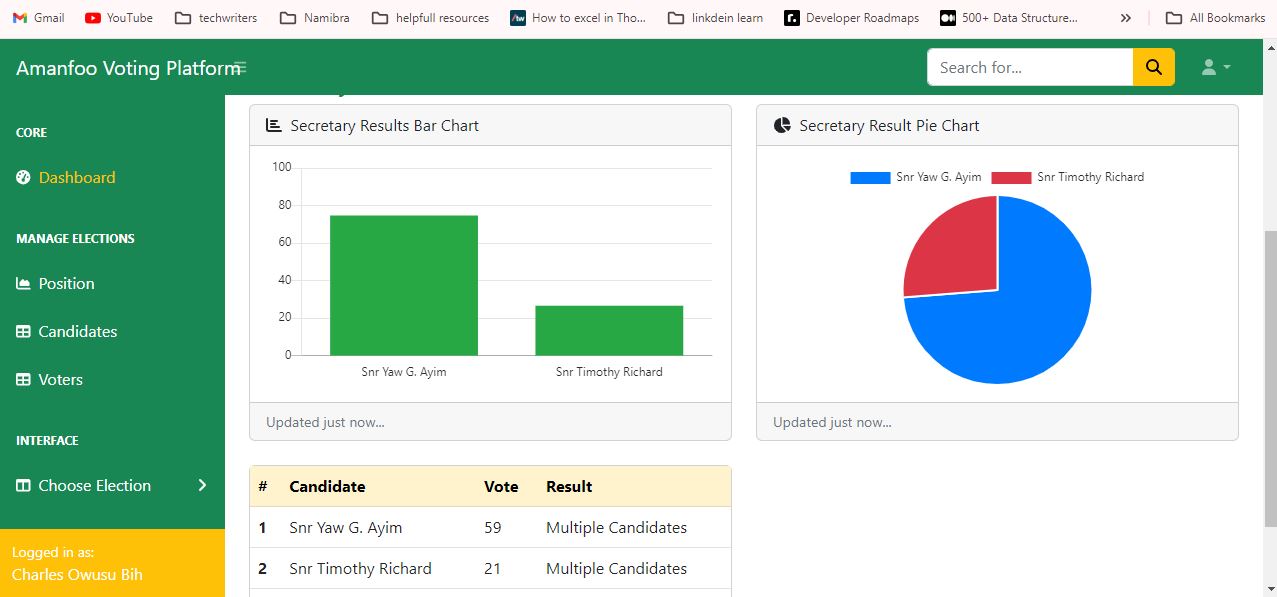 Gmail YouTube techwriters Namibra helpfull resources How to excel in Tho... linkdein learn Developer Roadmaps 500+ Data Structure... All Bookmarks
Amanfoo Voting Platform
Search for...
CORE
Dashboard
MANAGE ELECTIONS
Position
Candidates
Voters
INTERFACE
Choose Election
Logged in as:
Charles Owusu Bih
Secretary Results Bar Chart
100
80
60
40
20
0
Snr Yaw G. Ayim Snr Timothy Richard
Updated just now...
Secretary Result Pie Chart
Snr Yaw G. Ayim Snr Timothy Richard
Updated just now...
# Candidate Vote Result
1 Snr Yaw G. Ayim 59 Multiple Candidates
2 Snr Timothy Richard 21 Multiple Candidates